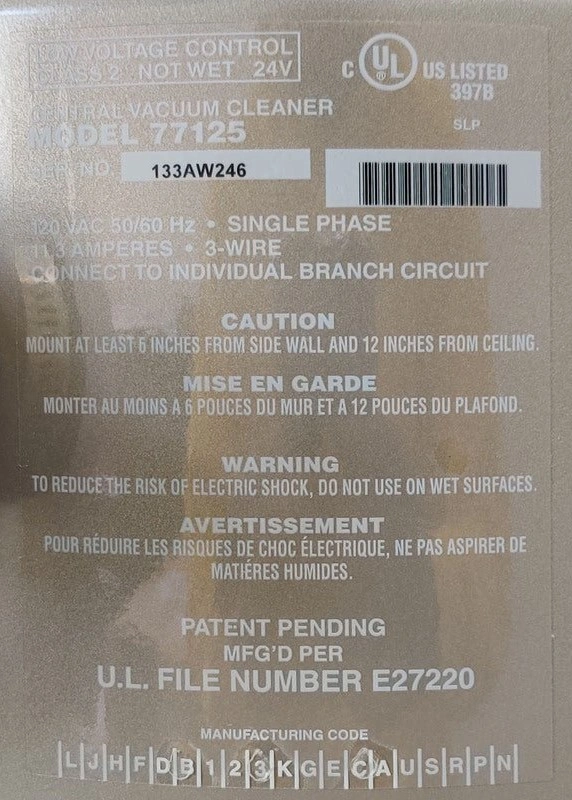 LOW VOLTAGE CONTROL
CLASS 2 NOT WET 24V
C UL ® US LISTED
397B
SLP
CENTRAL VACUUM CLEANER
MODEL 77125
SER. NO. 133AW246
120 VAC 50/60 Hz • SINGLE PHASE
11.3 AMPERES • 3-WIRE
CONNECT TO INDIVIDUAL BRANCH CIRCUIT
CAUTION
MOUNT AT LEAST 6 INCHES FROM SIDE WALL AND 12 INCHES FROM CEILING.
MISE EN GARDE
MONTER AU MOINS A 6 POUCES DU MUR ET A 12 POUCES DU PLAFOND.
WARNING
TO REDUCE THE RISK OF ELECTRIC SHOCK, DO NOT USE ON WET SURFACES.
AVERTISSEMENT
POUR RÉDUIRE LES RISQUES DE CHOC ÉLECTRIQUE, NE PAS ASPIRER DE
MATIÉRES HUMIDES.
PATENT PENDING
MFG'D PER
U.L. FILE NUMBER E27220
MANUFACTURING CODE
L J H F D B 1 2 3 K G E C A U S R P N